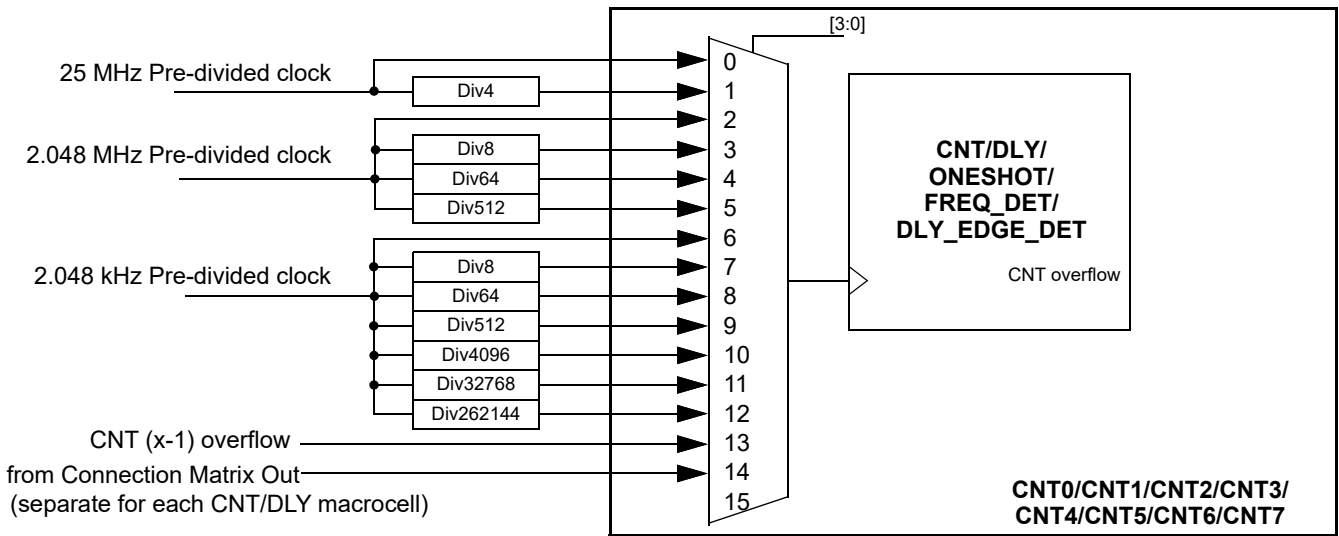 [3:0]
25 MHz Pre-divided clock
Div4
2.048 MHz Pre-divided clock
Div8
Div64
Div512
2.048 kHz Pre-divided clock
Div8
Div64
Div512
Div4096
Div32768
Div262144
CNT (x-1) overflow
from Connection Matrix Out
(separate for each CNT/DLY macrocell)
0
1
2
3
4
5
6
7
8
9
10
11
12
13
14
15
CNT/DLY/
ONESHOT/
FREQ_DET/
DLY_EDGE_DET
CNT overflow
CNT0/CNT1/CNT2/CNT3/
CNT4/CNT5/CNT6/CNT7